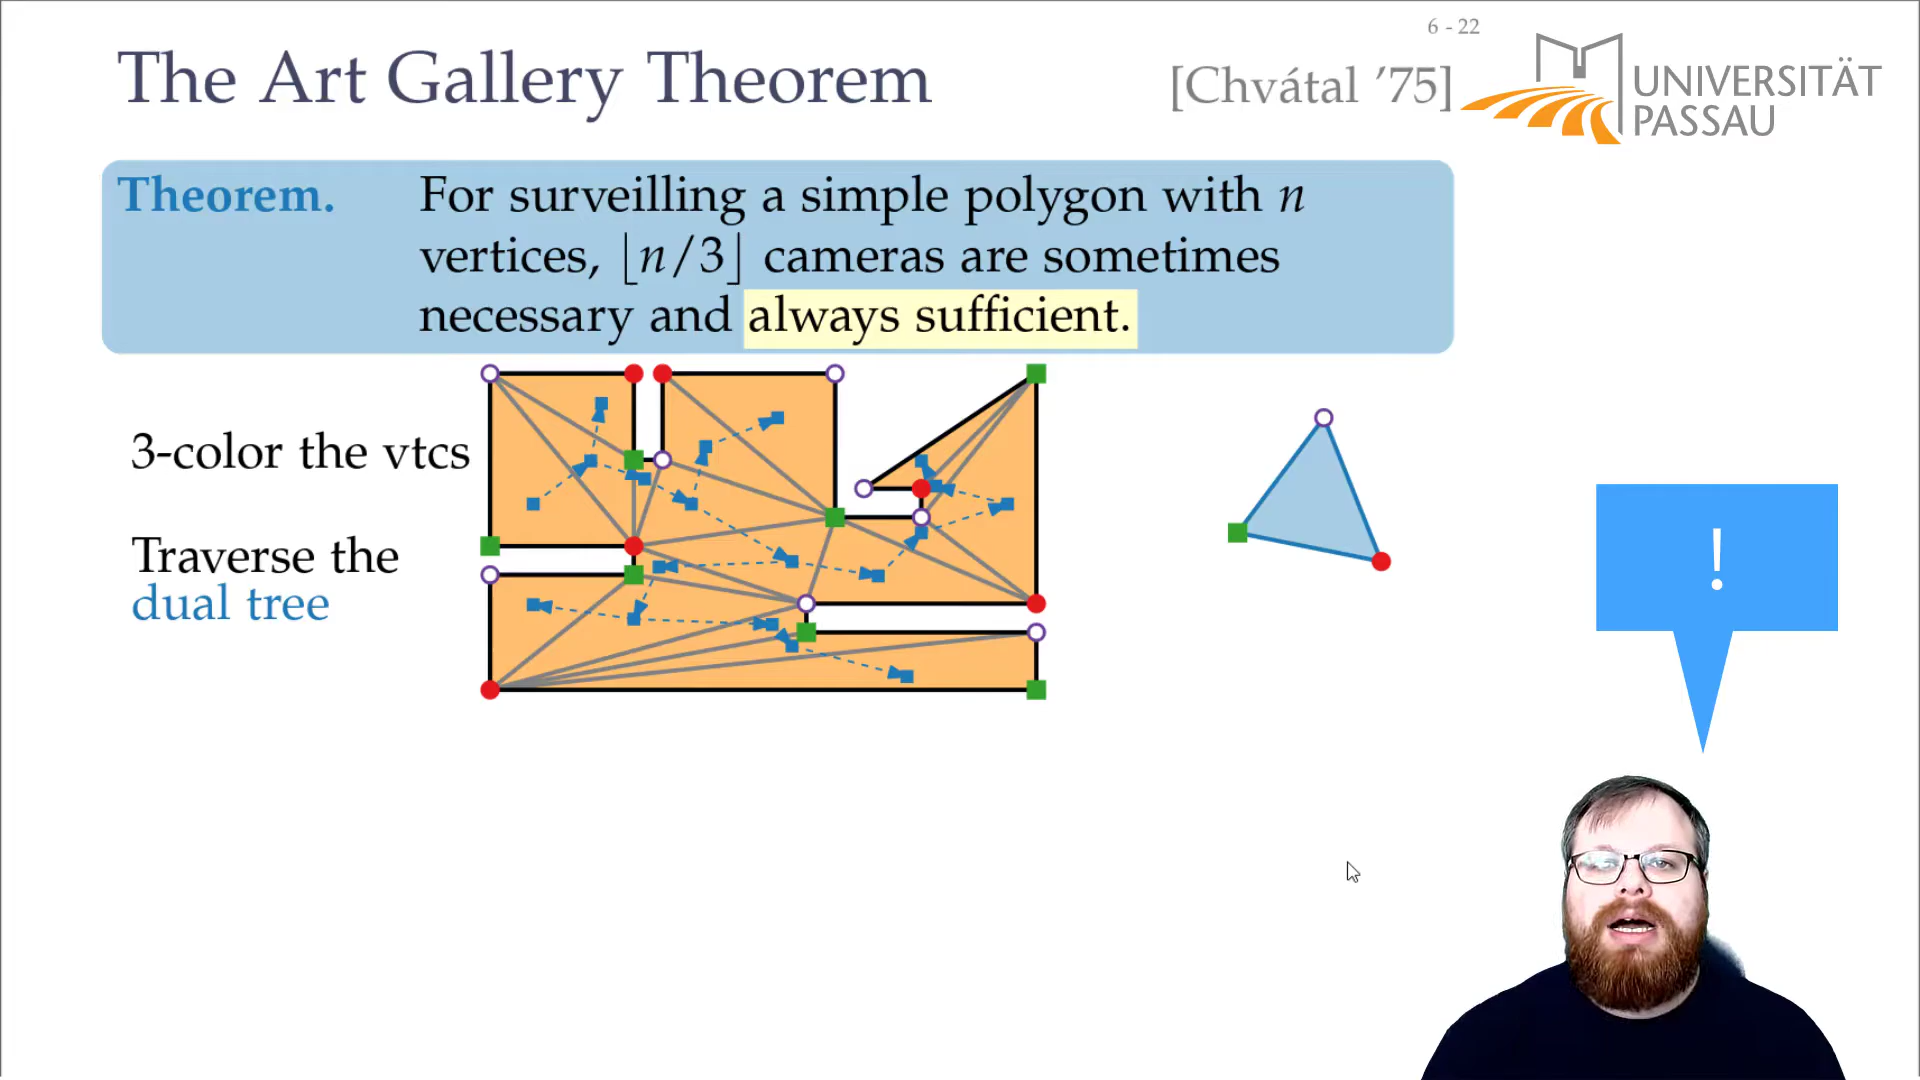 6 - 22
The Art Gallery Theorem
[Chvátal ’75]
UNIVERSITÄT
PASSAU
Theorem. For surveilling a simple polygon with n
vertices, ⌊n/3⌋ cameras are sometimes
necessary and always sufficient.
3-color the vtcs
Traverse the
dual tree
!